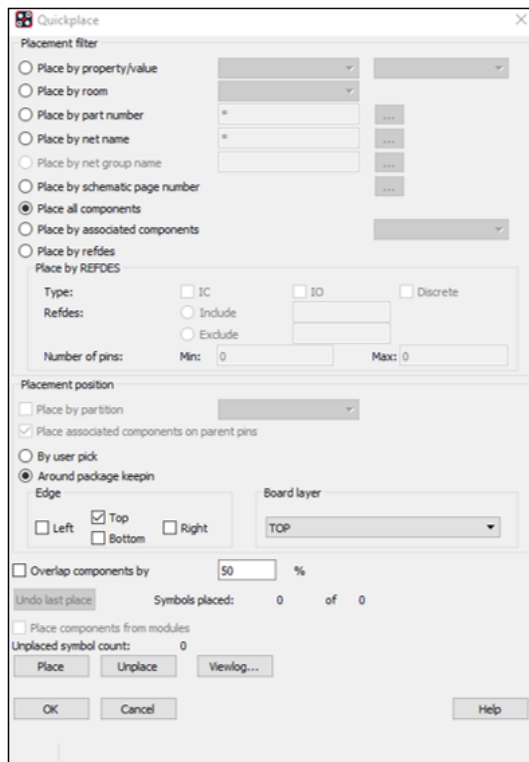 Quickplace
Placement filter
Place by property/value
Place by room
Place by part number * ...
Place by net name * ...
Place by net group name ...
Place by schematic page number ...
Place all components
Place by associated components
Place by refdes
Place by REFDES
Type: IC IO Discrete
Refdes: Include
Exclude
Number of pins: Min: 0 Max: 0
Placement position
Place by partition
Place associated components on parent pins
By user pick
Around package keepin
Edge Board layer
Left Top Right TOP
Bottom
Overlap components by 50 %
Undo last place Symbols placed: 0 of 0
Place components from modules
Unplaced symbol count: 0
Place Unplace Viewlog...
OK Cancel Help